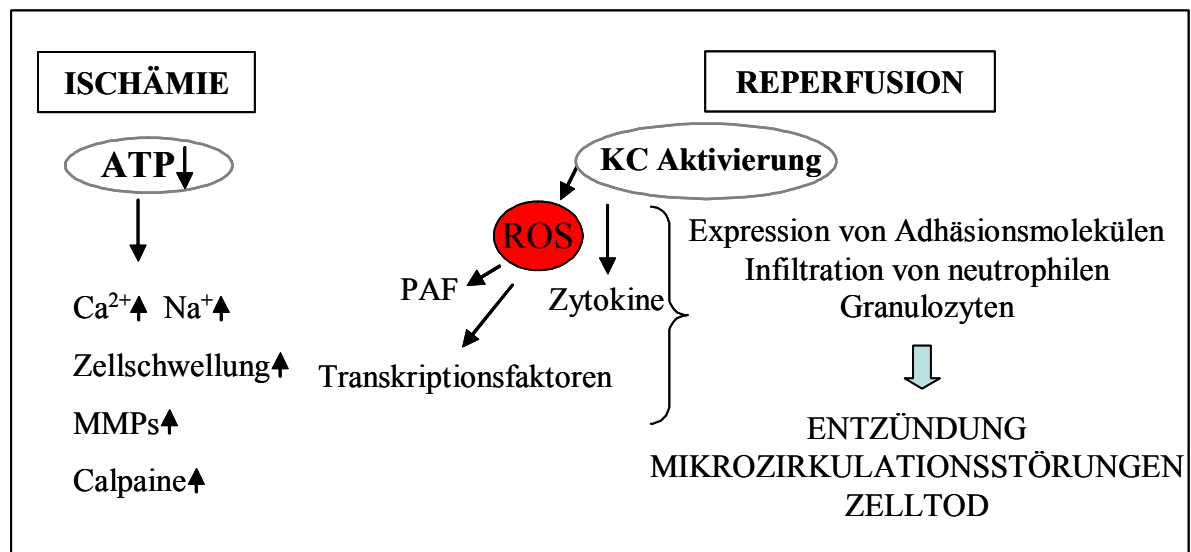 ISCHÄMIE
ATP
Ca2+ Na+
Zellschwellung
MMPs
Calpaine
REPERFUSION
KC Aktivierung
ROS
PAF
Zytokine
Transkriptionsfaktoren
Expression von Adhäsionsmolekülen
Infiltration von neutrophilen
Granulozyten
ENTZÜNDUNG
MIKROZIRKULATIONSSTÖRUNGEN
ZELLTOD